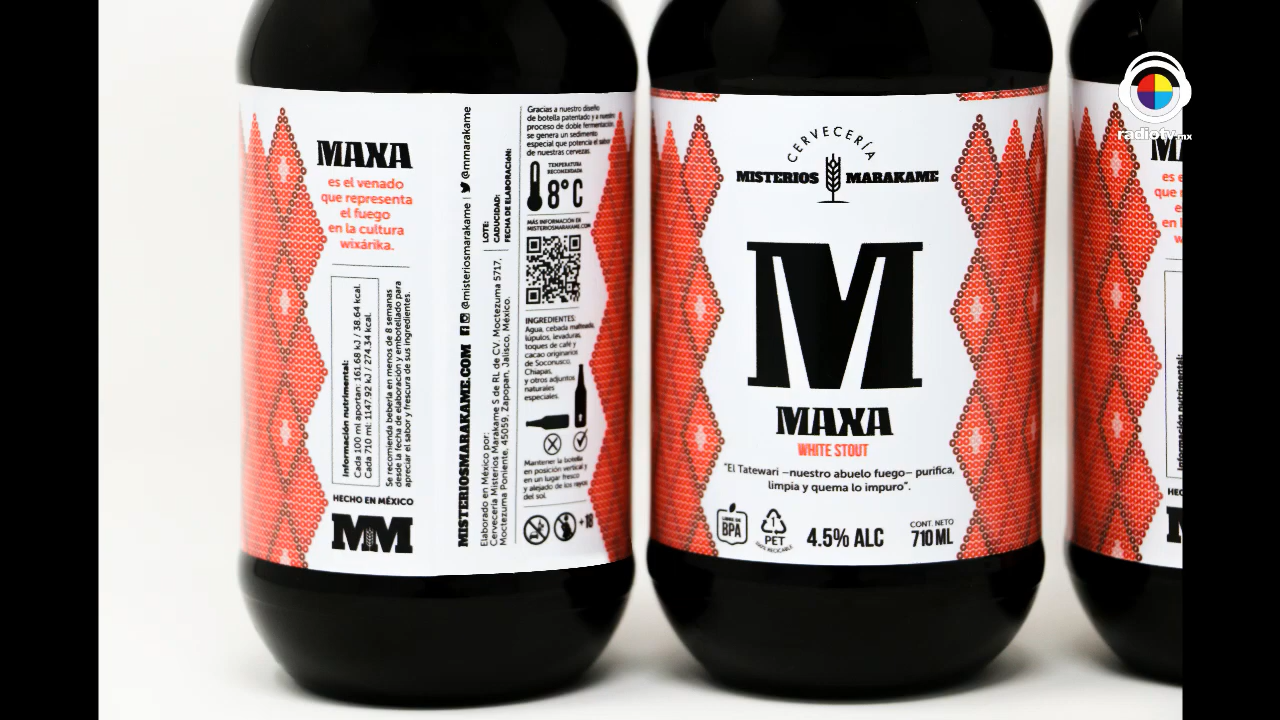 MAXA
es el venado
que representa
el fuego
en la cultura
wixárika.
Información nutrimental:
Cada 100 ml aportan: 161.68 kJ / 38.64 kcal.
Cada 710 ml: 1147.92 kJ / 274.34 kcal.
Se recomienda beberla en menos de 8 semanas
desde la fecha de elaboración y embotellado para
apreciar el sabor y frescura de sus ingredientes.
HECHO EN MÉXICO
MM
MISTERIOSMARAKAME.COM @misteriosmarakame | @mmarakame
Elaborado en México por:
Cervecería Misterios Marakame S de RL de CV. Moctezuma 5717,
Moctezuma Poniente, 45059, Zapopan, Jalisco, México.
LOTE:
CADUCIDAD:
FECHA DE ELABORACIÓN:
Gracias a nuestro diseño
de botella patentado y a nuestro
proceso de doble fermentación,
se genera un sedimento
especial que potencia el sabor
de nuestras cervezas.
TEMPERATURA
RECOMENDADA
8°C
MÁS INFORMACIÓN EN
MISTERIOSMARAKAME.COM
INGREDIENTES:
Agua, cebada malteada,
lúpulos, levaduras,
toques de café y
cacao originarios
de Soconusco,
Chiapas,
y otros adjuntos
naturales
especiales.
Mantener la botella
en posición vertical y
en un lugar fresco
y alejado de los rayos
del sol.
+18
CERVECERÍA
MISTERIOS MARAKAME
M
MAXA
WHITE STOUT
"El Tatewari –nuestro abuelo fuego– purifica,
limpia y quema lo impuro".
LIBRE DE
BPA
1
PET
100% RECICLABLE
4.5% ALC
CONT. NETO
710 ML
radiotv.mx